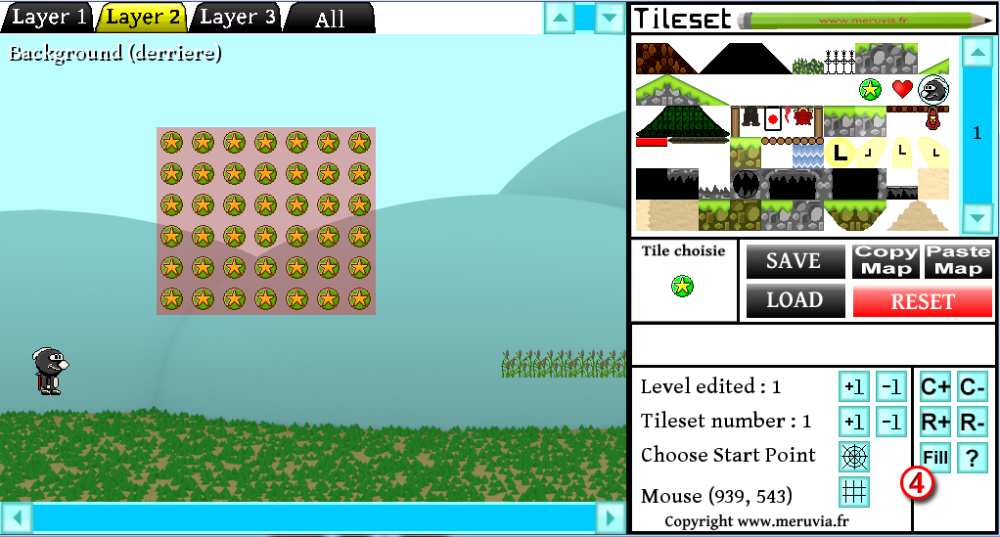 Layer 1 Layer 2 Layer 3 All
Background (derriere)
Tileset
www.meruvia.fr
1
L L L L
Tile choisie
SAVE
Copy Map
Paste Map
LOAD
RESET
Level edited : 1 +1 -1
Tileset number : 1 +1 -1
Choose Start Point
Mouse (939, 543)
C+ C-
R+ R-
Fill ?
4
Copyright www.meruvia.fr